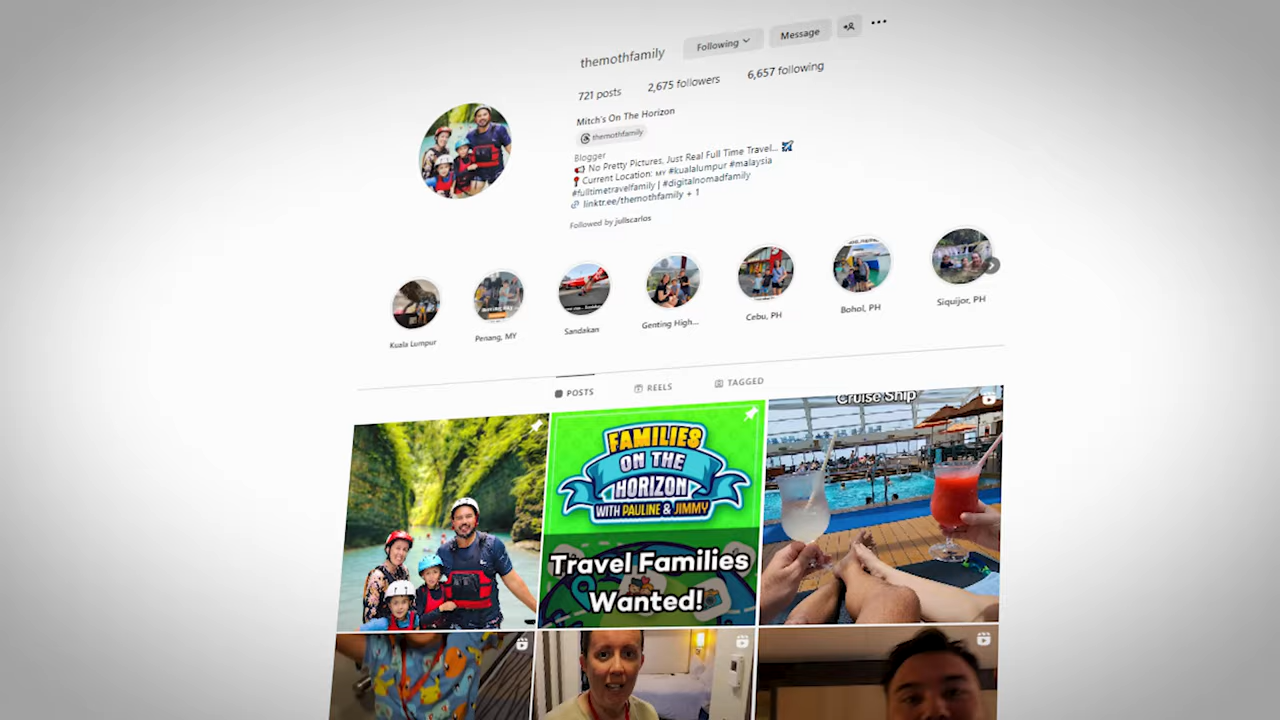 themothfamily Following Message
721 posts 2,675 followers 6,657 following
Mitch's On The Horizon
themothfamily
Blogger
📢 No Pretty Pictures, Just Real Full Time Travel... ✈️
📍 Current Location: 🇲🇾 #kualalumpur #malaysia
#fulltimetravelfamily | #digitalnomadfamily
linktr.ee/themothfamily + 1
Followed by juliscarlos
Kuala Lumpur
Penang, MY
Sandakan
Genting High...
Cebu, PH
Bohol, PH
Siquijor, PH
POSTS REELS TAGGED
FAMILIES
ON THE
HORIZON
WITH PAULINE & JIMMY
Travel Families
Wanted!
Cruise Ship